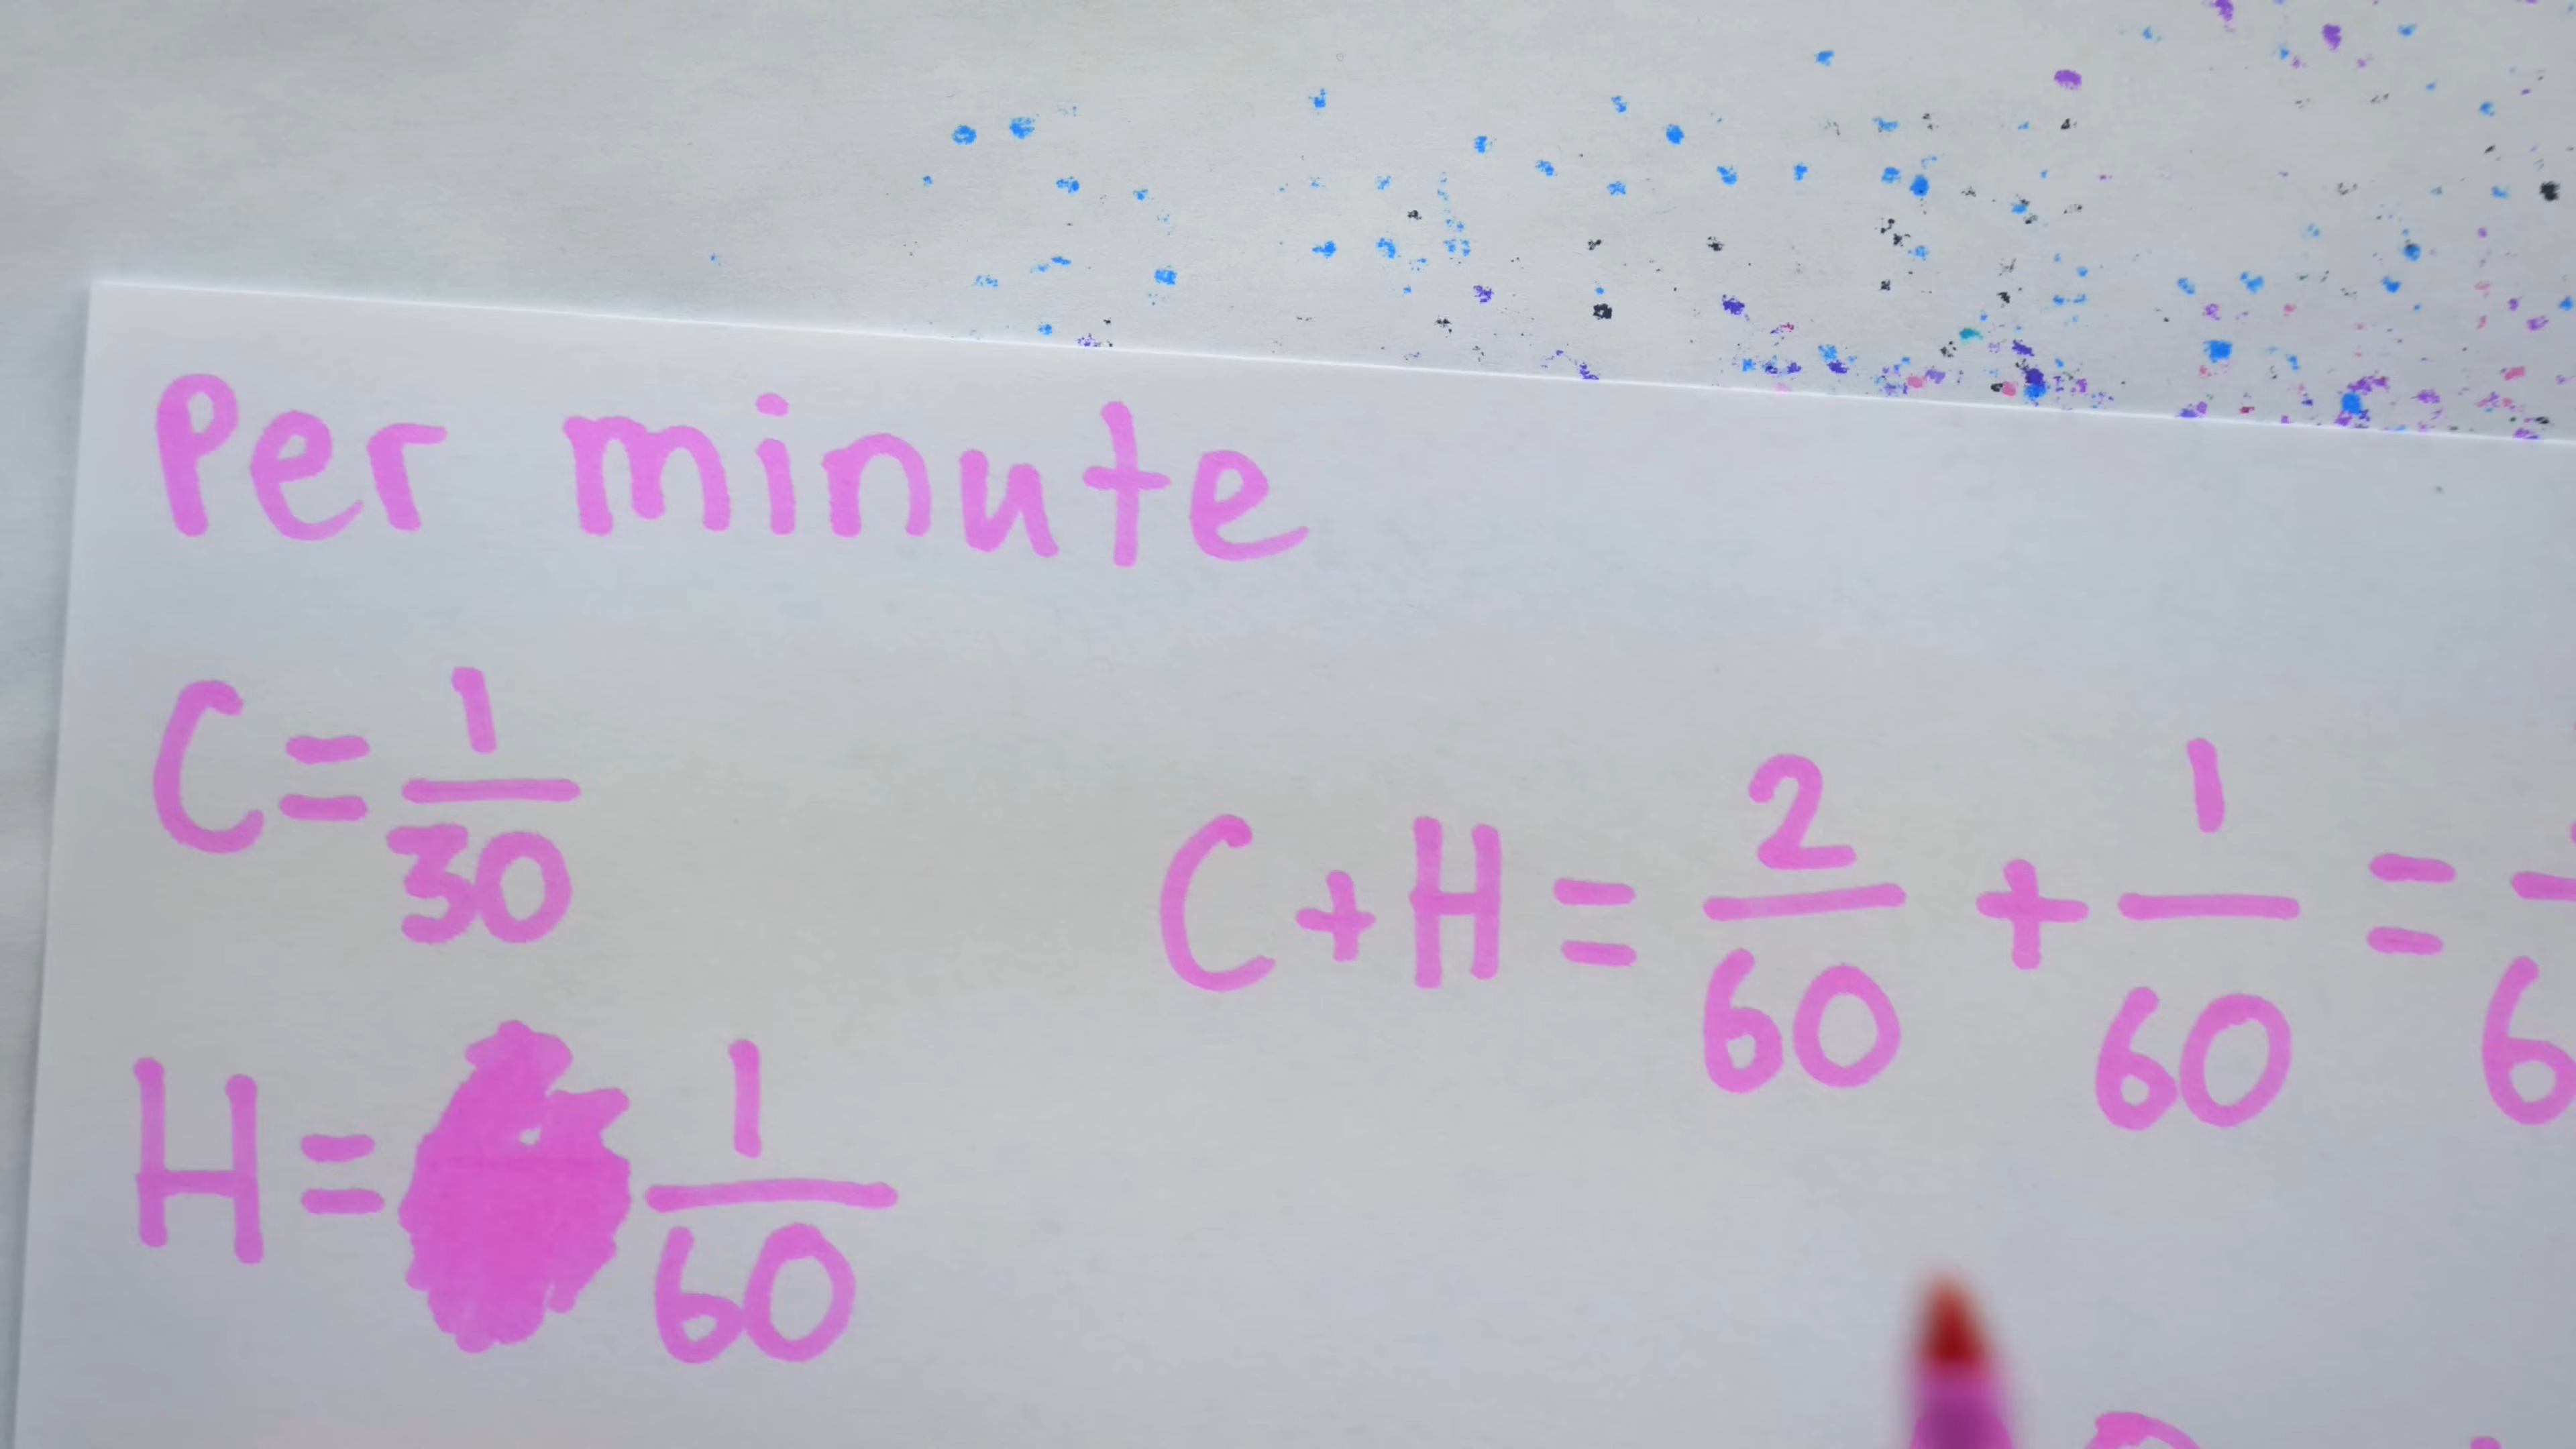 Per minute
C = 1/30
C + H = 2/60 + 1/60 =
H = 1/60